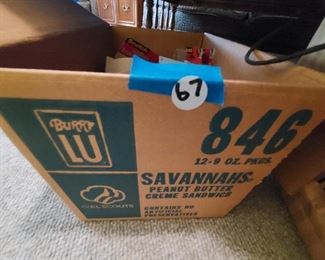 67
BURRY
LU
846
12-9 OZ. PKGS.
SAVANNAHS
PEANUT BUTTER
CREME SANDWICH
GIRL SCOUTS
CONTAINS NO
ARTIFICIAL
PRESERVATIVES